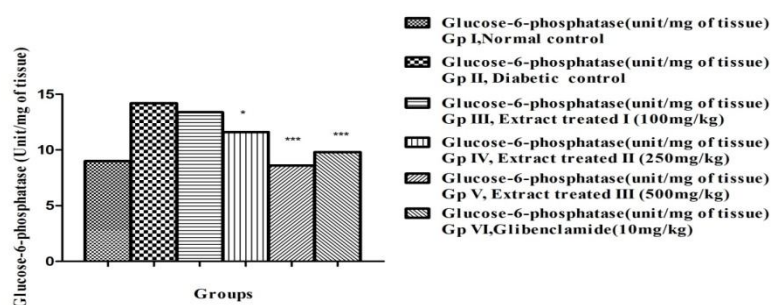 Glucose-6-phosphatase (Unit/mg of tissue)
15
10
5
0
*
***
***
Groups
Glucose-6-phosphatase(unit/mg of tissue)
Gp I,Normal control
Glucose-6-phosphatase(unit/mg of tissue)
Gp II, Diabetic control
Glucose-6-phosphatase(unit/mg of tissue)
Gp III, Extract treated I (100mg/kg)
Glucose-6-phosphatase(unit/mg of tissue)
Gp IV, Extract treated II (250mg/kg)
Glucose-6-phosphatase(unit/mg of tissue)
Gp V, Extract treated III (500mg/kg)
Glucose-6-phosphatase(unit/mg of tissue)
Gp VI,Glibenclamide(10mg/kg)